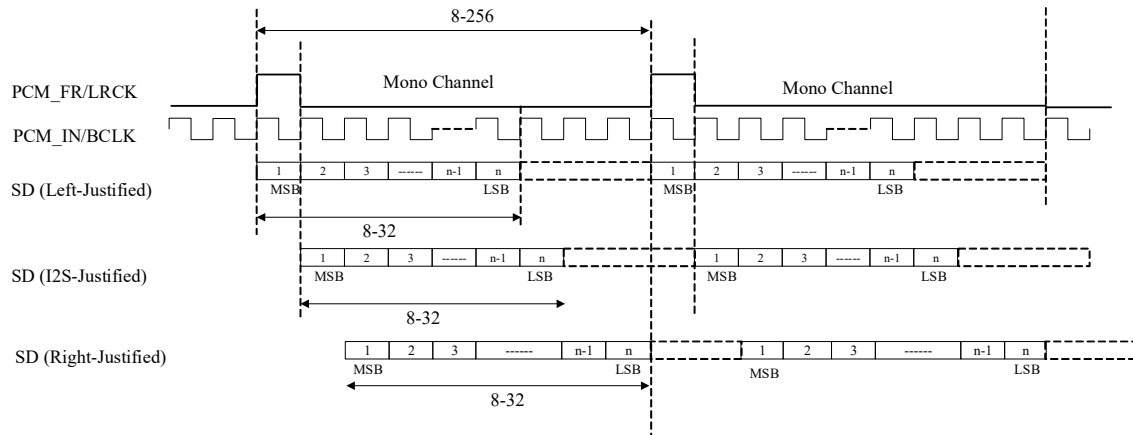 8-256
Mono Channel Mono Channel
PCM_FR/LRCK
PCM_IN/BCLK
SD (Left-Justified) 1 2 3 ------ n-1 n 1 2 3 ------ n-1 n
MSB LSB MSB LSB
8-32
SD (I2S-Justified) 1 2 3 ------ n-1 n 1 2 3 ------ n-1 n
MSB LSB MSB LSB
8-32
SD (Right-Justified) 1 2 3 ------ n-1 n 1 2 3 ------ n-1 n
MSB LSB MSB LSB
8-32